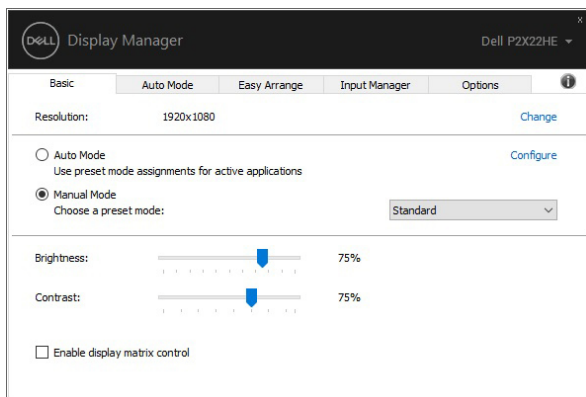 DELL Display Manager Dell P2X22HE
Basic Auto Mode Easy Arrange Input Manager Options
Resolution: 1920x1080 Change
Auto Mode Configure
Use preset mode assignments for active applications
Manual Mode
Choose a preset mode: Standard
Brightness: 75%
Contrast: 75%
Enable display matrix control